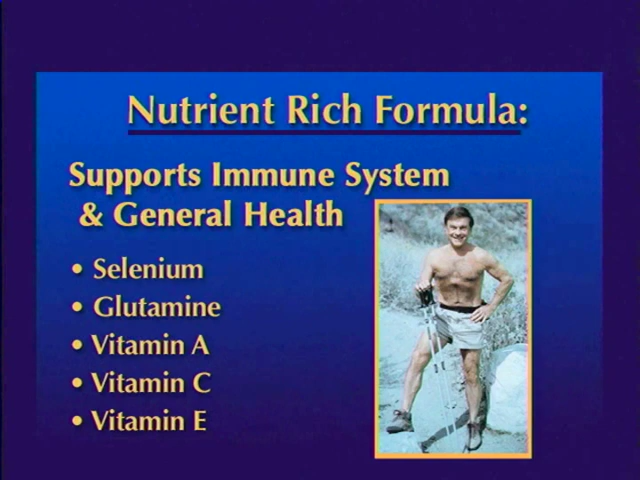 Nutrient Rich Formula:
Supports Immune System
& General Health
• Selenium
• Glutamine
• Vitamin A
• Vitamin C
• Vitamin E